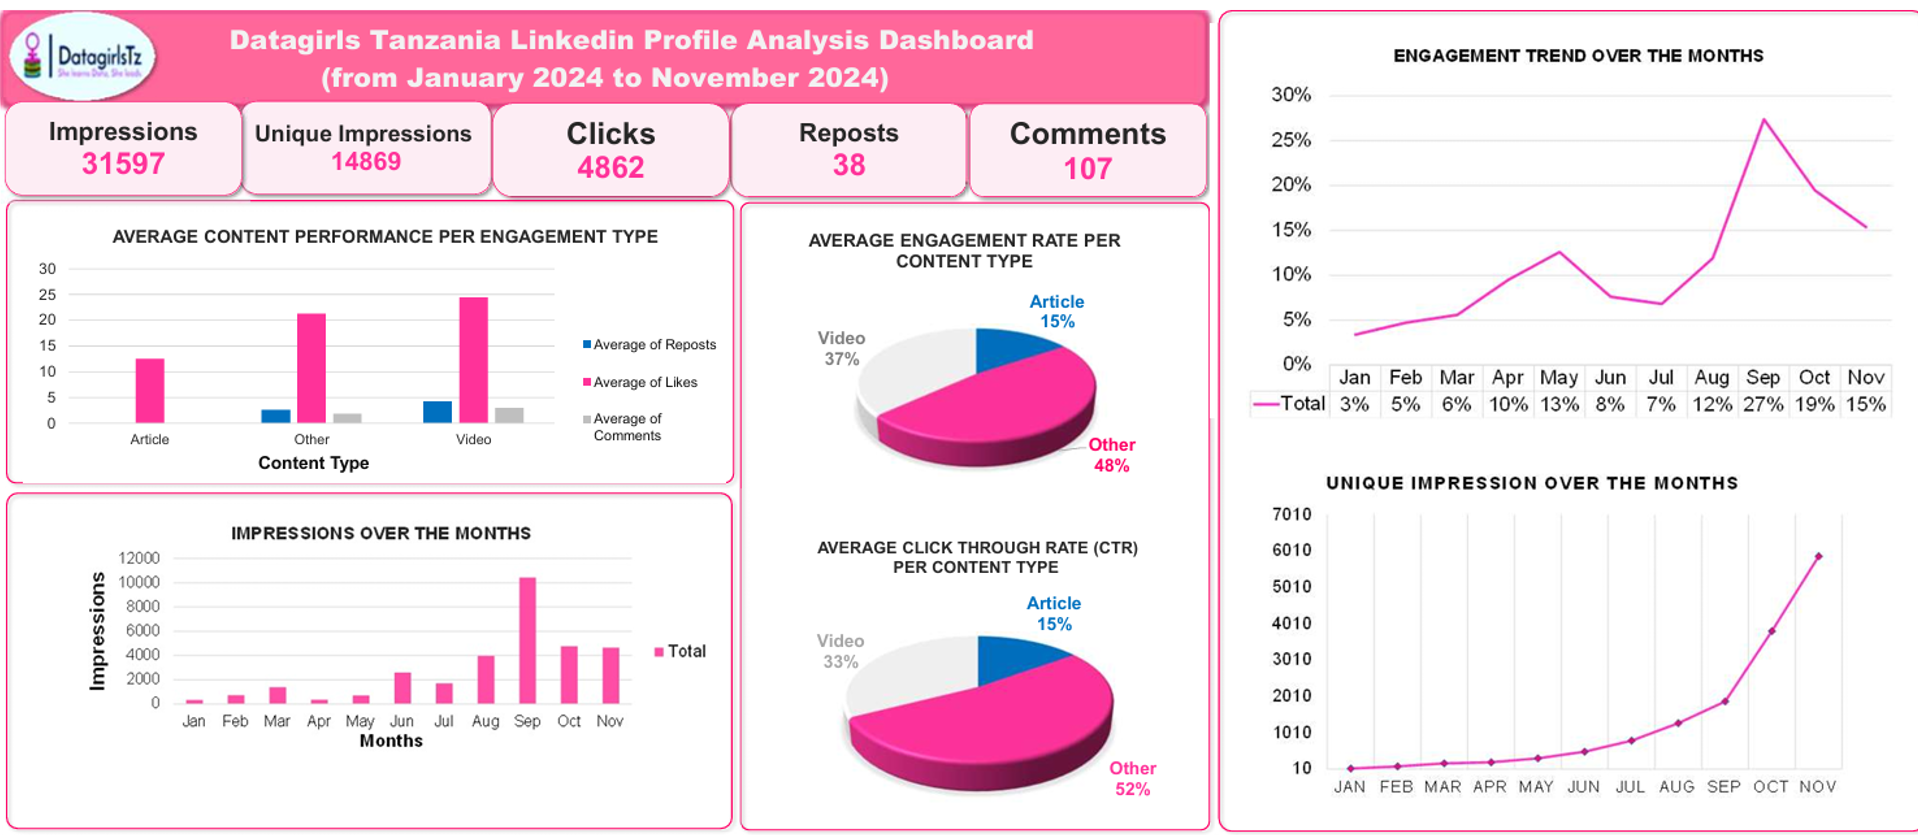 DatagirlsTz
She learns Data, She leads
Datagirls Tanzania Linkedin Profile Analysis Dashboard
(from January 2024 to November 2024)
Impressions
31597
Unique Impressions
14869
Clicks
4862
Reposts
38
Comments
107
AVERAGE CONTENT PERFORMANCE PER ENGAGEMENT TYPE
30
25
20
15
10
5
0
Article Other Video
Content Type
Average of Reposts
Average of Likes
Average of
Comments
IMPRESSIONS OVER THE MONTHS
Impressions
12000
10000
8000
6000
4000
2000
0
Jan Feb Mar Apr May Jun Jul Aug Sep Oct Nov
Months
Total
AVERAGE ENGAGEMENT RATE PER
CONTENT TYPE
Article
15%
Video
37%
Other
48%
AVERAGE CLICK THROUGH RATE (CTR)
PER CONTENT TYPE
Article
15%
Video
33%
Other
52%
ENGAGEMENT TREND OVER THE MONTHS
30%
25%
20%
15%
10%
5%
0%
Jan Feb Mar Apr May Jun Jul Aug Sep Oct Nov
Total 3% 5% 6% 10% 13% 8% 7% 12% 27% 19% 15%
UNIQUE IMPRESSION OVER THE MONTHS
7010
6010
5010
4010
3010
2010
1010
10
JAN FEB MAR APR MAY JUN JUL AUG SEP OCT NOV